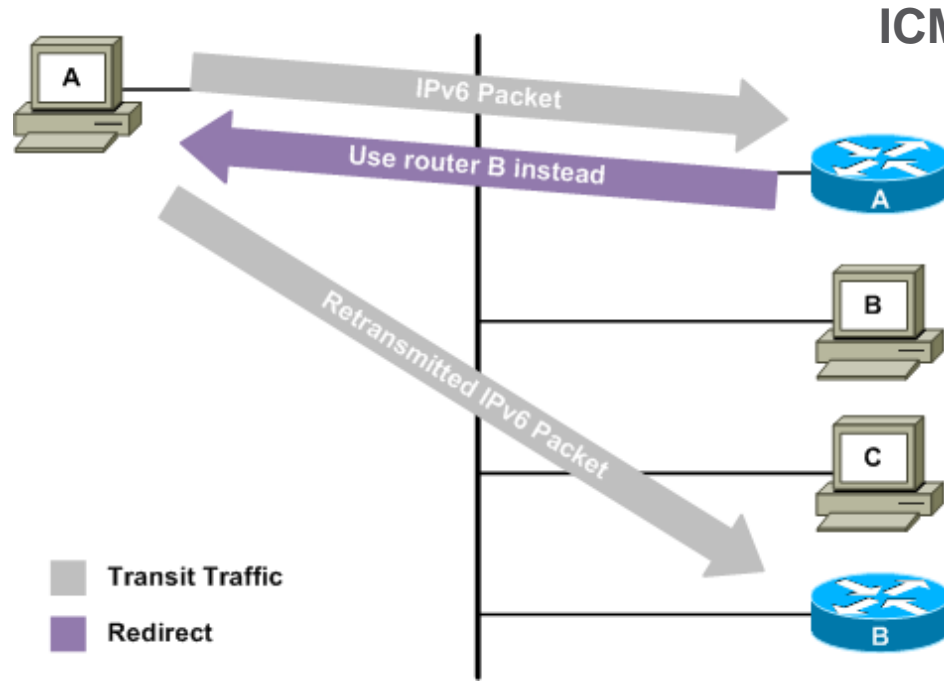 ICM
A
IPv6 Packet
Use router B instead
A
B
Retransmitted IPv6 Packet
C
Transit Traffic
Redirect
B